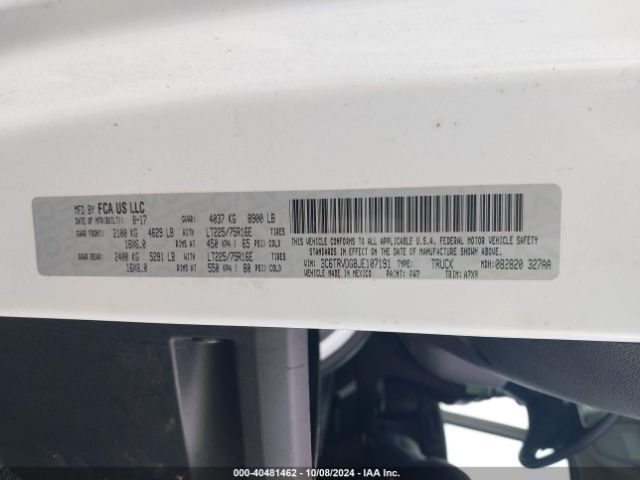 MFD BY FCA US LLC
DATE OF MFR(BUILT): 8-17 GVWR: 4037 KG 8900 LB
GAWR FRONT: 2100 KG 4629 LB WITH LT225/75R16E TIRES
16X6.0 RIMS AT 450 KPA 65 PSI COLD
GAWR REAR: 2400 KG 5291 LB WITH LT225/75R16E TIRES
16X6.0 RIMS AT 550 KPA 80 PSI COLD
THIS VEHICLE CONFORMS TO ALL APPLICABLE U.S.A. FEDERAL MOTOR VEHICLE SAFETY
STANDARDS IN EFFECT ON THE DATE OF MANUFACTURE SHOWN ABOVE.
VIN: 3C6TRVDG8JE107191 TYPE: TRUCK MDH: 082820 327AA
VEHICLE MADE IN MEXICO PAINT: PW7 TRIM: A7X9
000-40481462 - 10/08/2024 - IAA Inc.